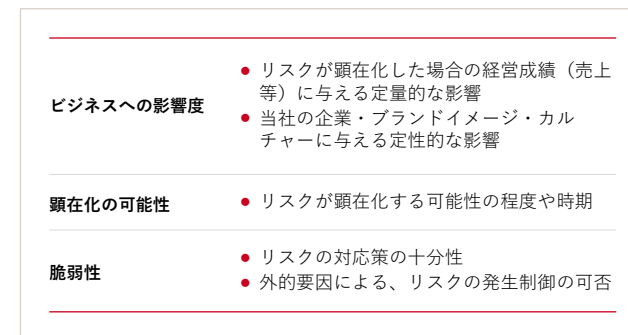 ビジネスへの影響度
● リスクが顕在化した場合の経営成績（売上
等）に与える定量的な影響
● 当社の企業・ブランドイメージ・カル
チャーに与える定性的な影響
顕在化の可能性
● リスクが顕在化する可能性の程度や時期
脆弱性
● リスクの対応策の十分性
● 外的要因による、リスクの発生制御の可否